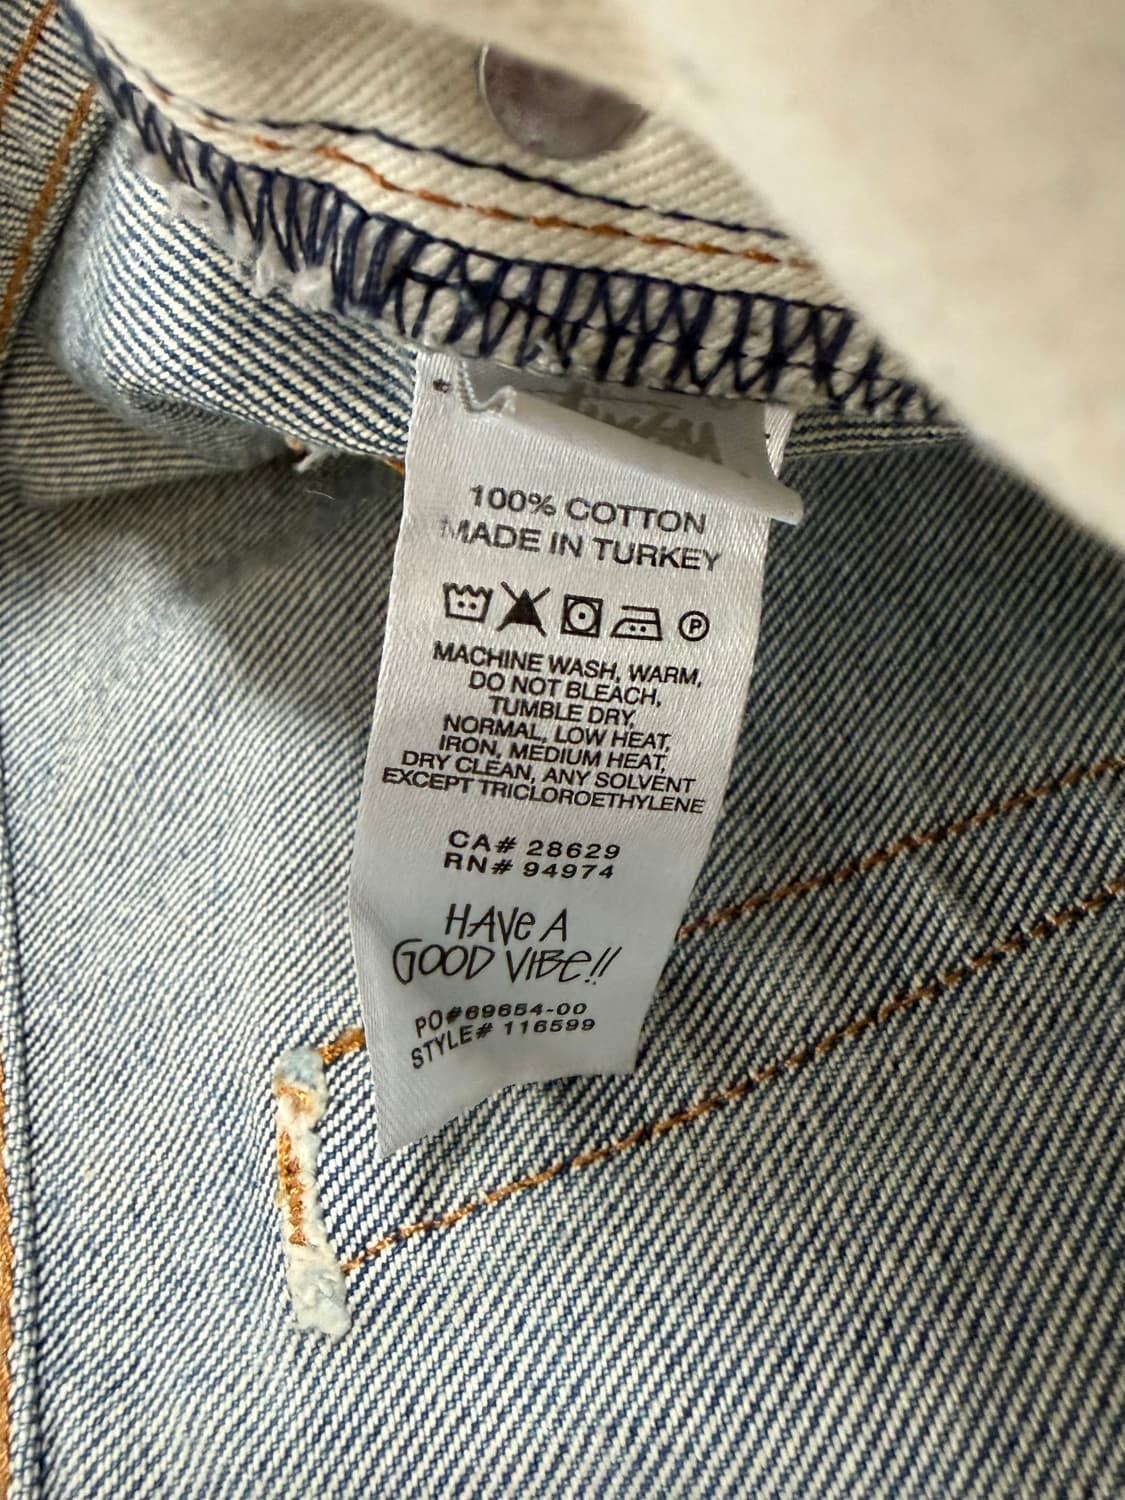 100% COTTON
MADE IN TURKEY
P
MACHINE WASH, WARM,
DO NOT BLEACH,
TUMBLE DRY,
NORMAL, LOW HEAT,
IRON, MEDIUM HEAT,
DRY CLEAN, ANY SOLVENT
EXCEPT TRICLOROETHYLENE
CA# 28629
RN# 94974
HAVE A
GOOD VIBE!!
PO#69654-00
STYLE# 116599